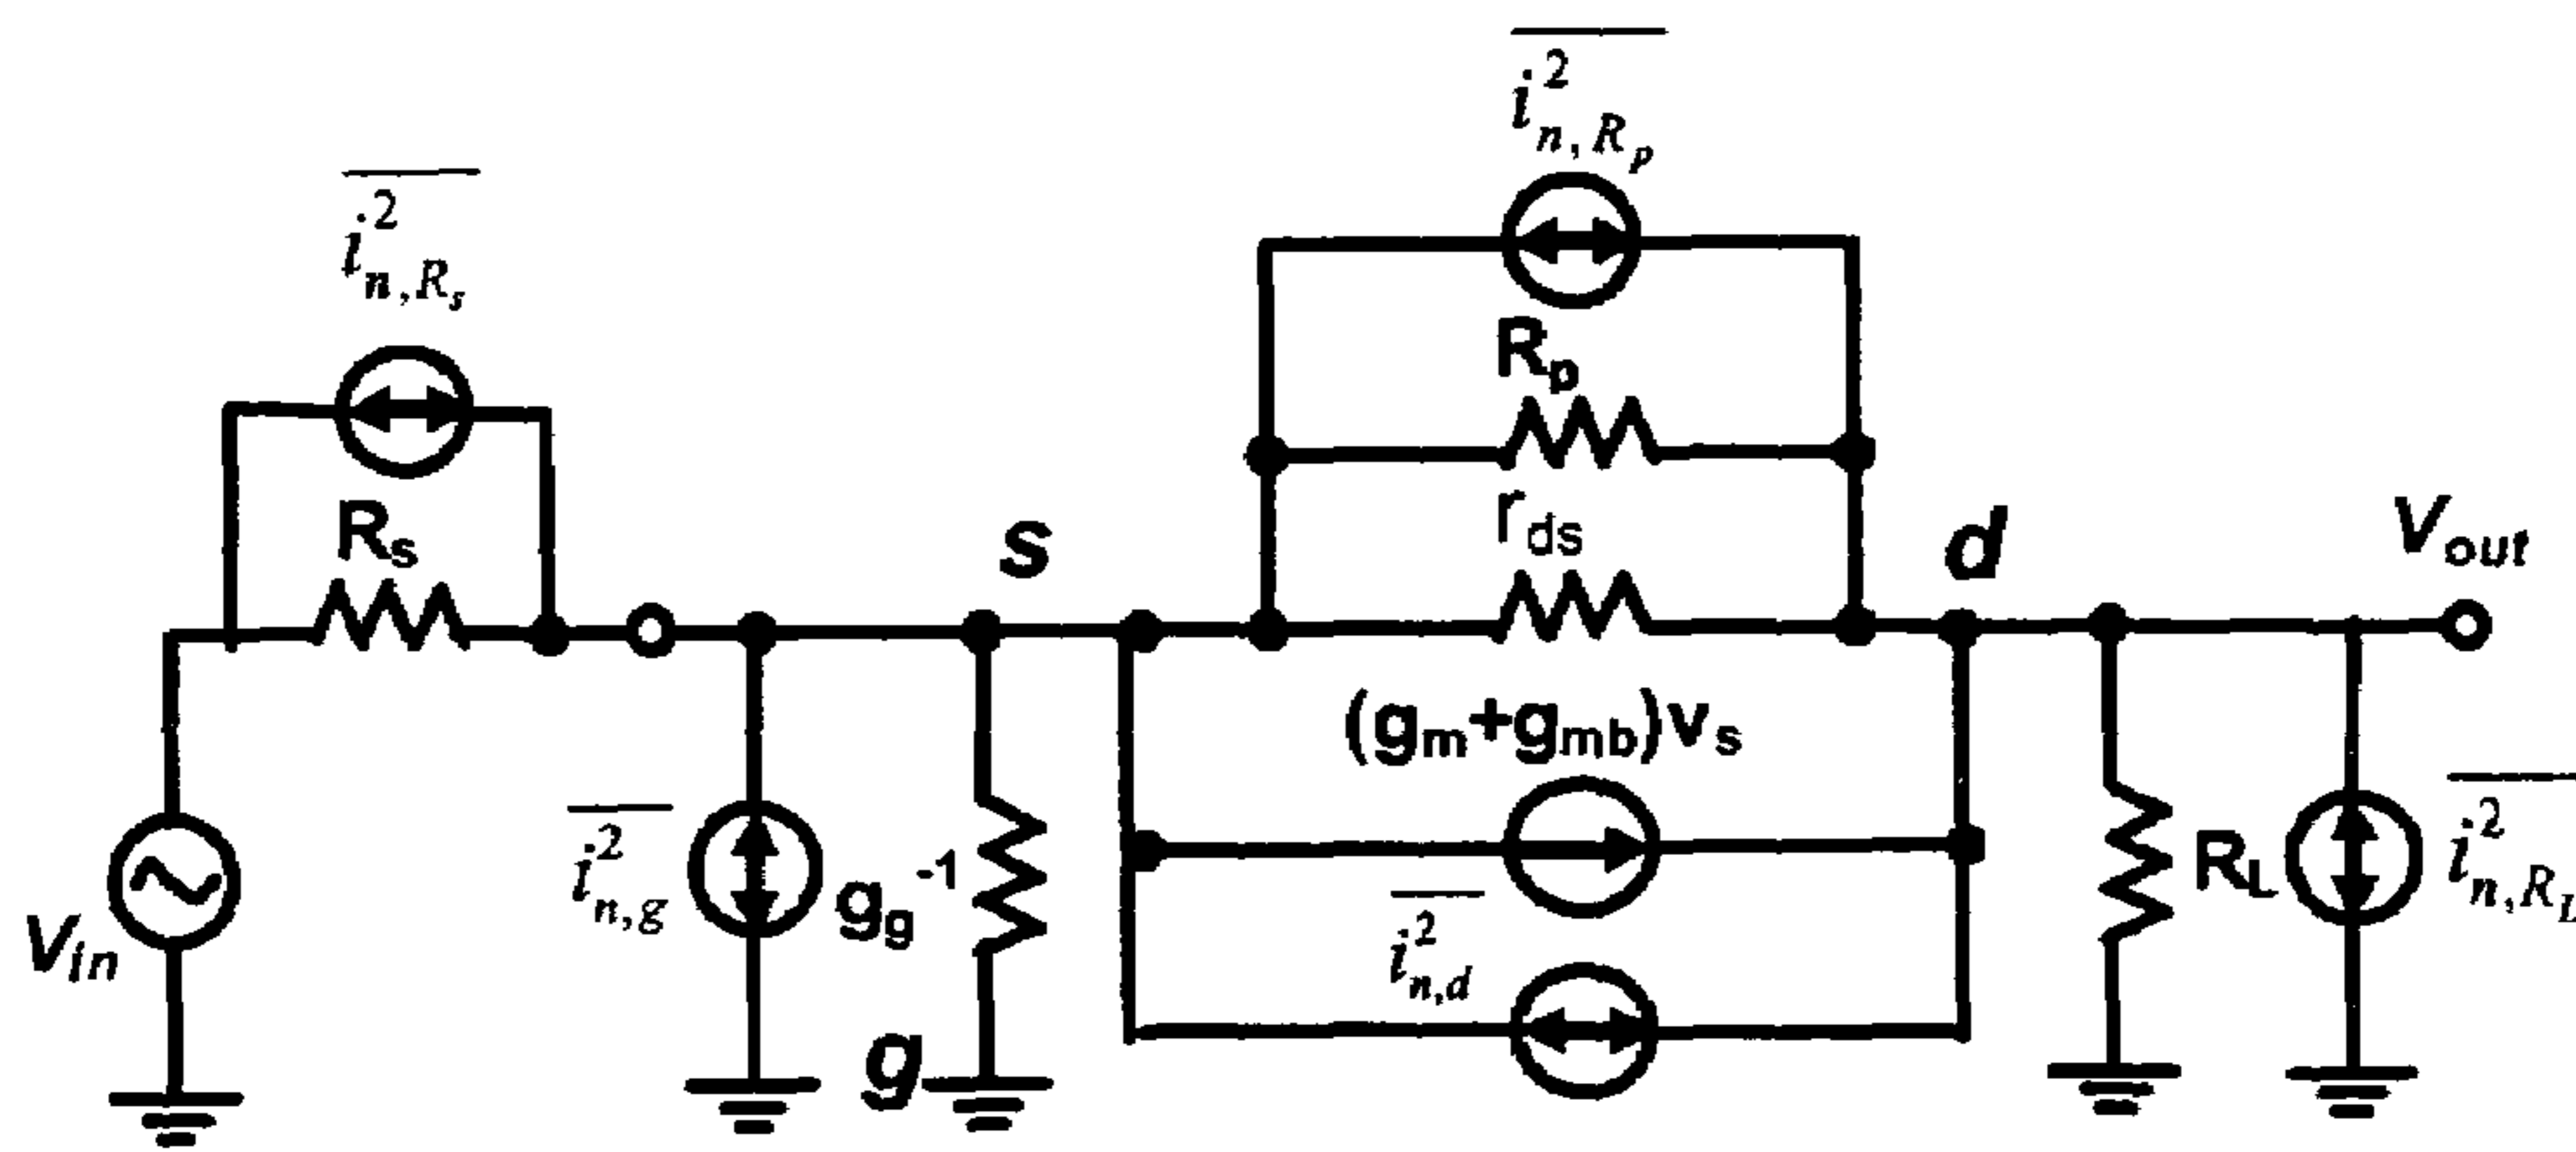 i²n,Rp
i²n,Rs
Rp
Rs
rds
s
d
Vout
(gm+gmb)vs
i²n,g
gg⁻¹
i²n,d
RL
i²n,RL
Vin
g